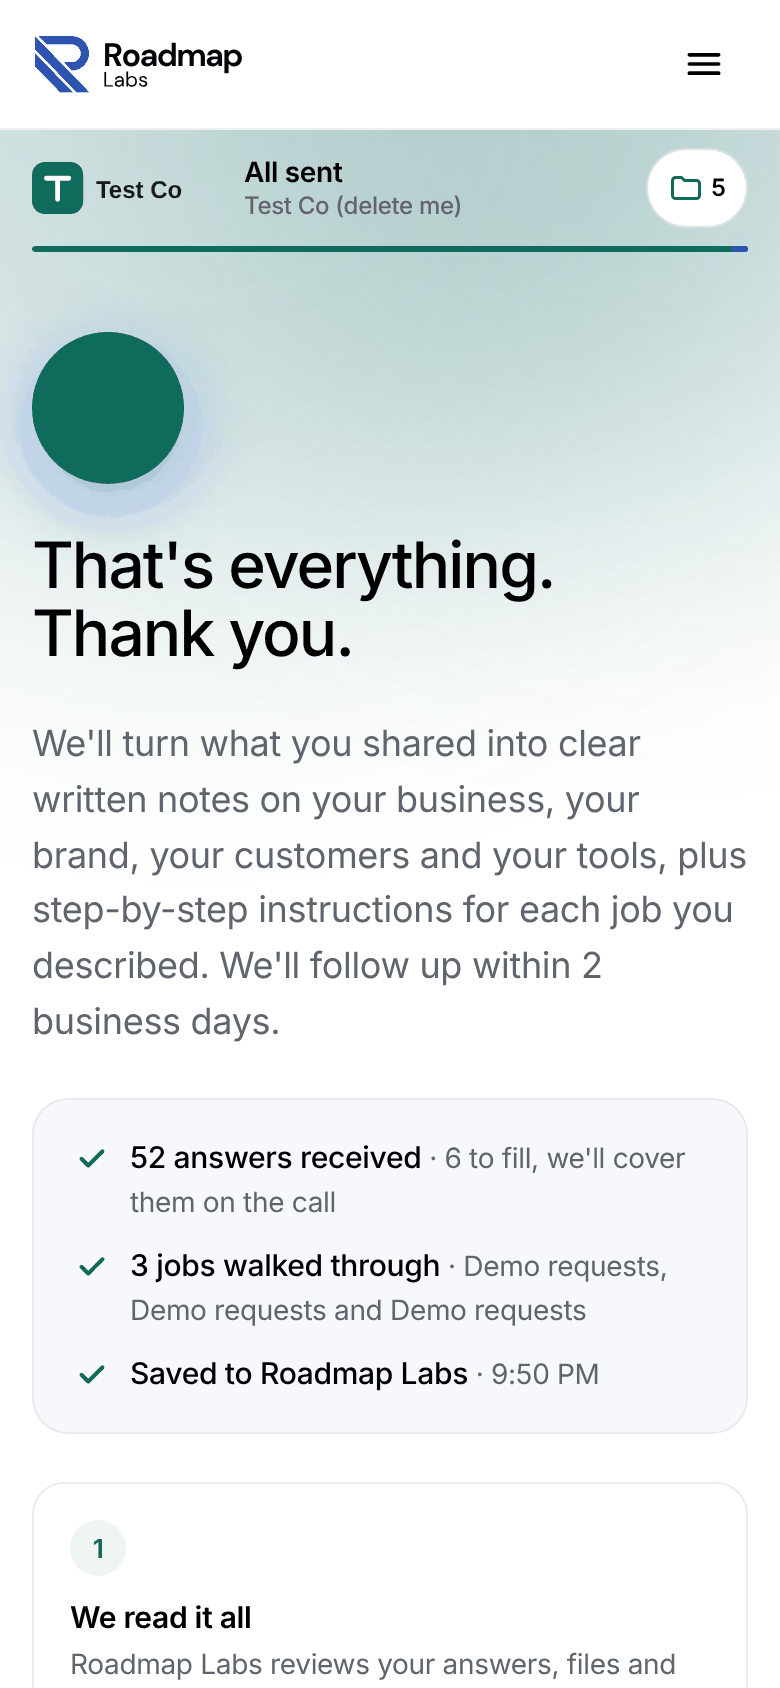 Roadmap
Labs
T Test Co
All sent
Test Co (delete me)
5
That's everything.
Thank you.
We'll turn what you shared into clear
written notes on your business, your
brand, your customers and your tools, plus
step-by-step instructions for each job you
described. We'll follow up within 2
business days.
52 answers received · 6 to fill, we'll cover
them on the call
3 jobs walked through · Demo requests,
Demo requests and Demo requests
Saved to Roadmap Labs · 9:50 PM
1
We read it all
Roadmap Labs reviews your answers, files and